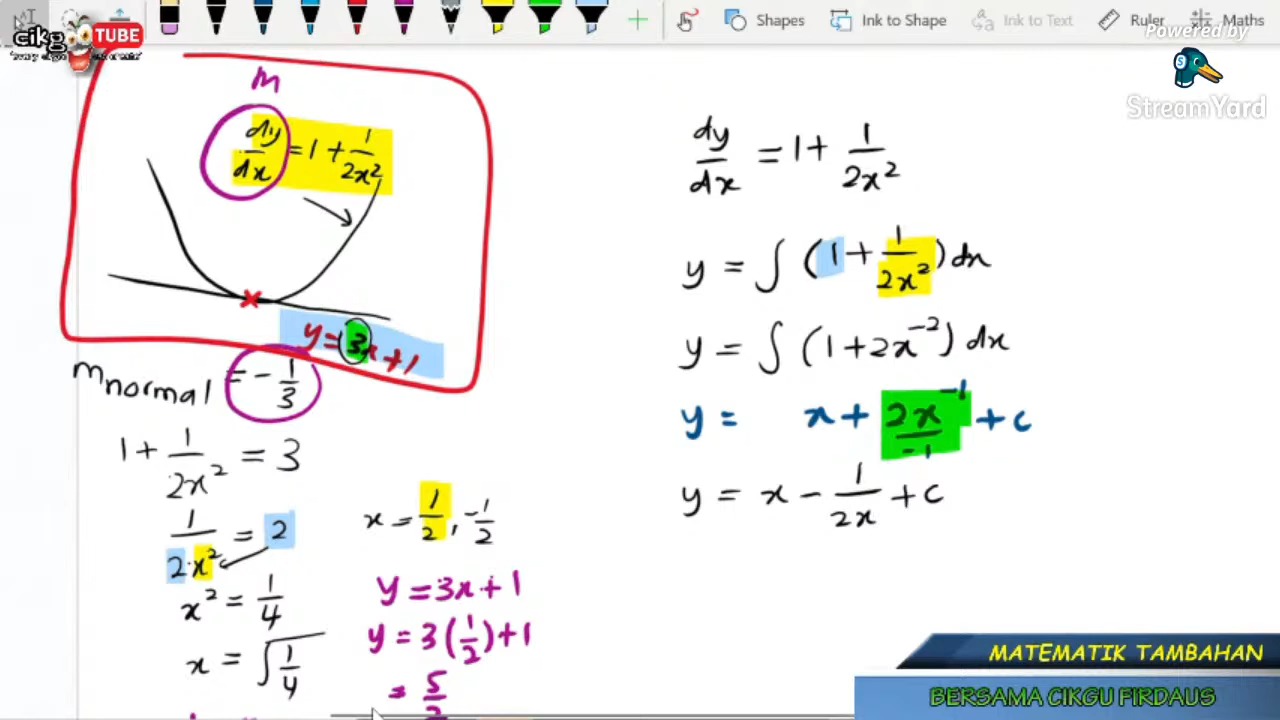 Shapes
Ink to Shape
Ink to Text
Ruler
Maths
cikgooTUBE
Powered by
StreamYard
m
dy/dx = 1 + 1/2x²
y = 3x + 1
m normal = - 1/3
1 + 1/2x² = 3
1/2x² = 2
x² = 1/4
x = √1/4
x = 1/2, -1/2
y = 3x + 1
y = 3(1/2) + 1
= 5/2
dy/dx = 1 + 1/2x²
y = ∫ (1 + 1/2x²) dx
y = ∫ (1 + 2x⁻²) dx
y = x + 2x⁻¹/-1 + c
y = x - 1/2x + c
MATEMATIK TAMBAHAN
BERSAMA CIKGU PIRDAUS